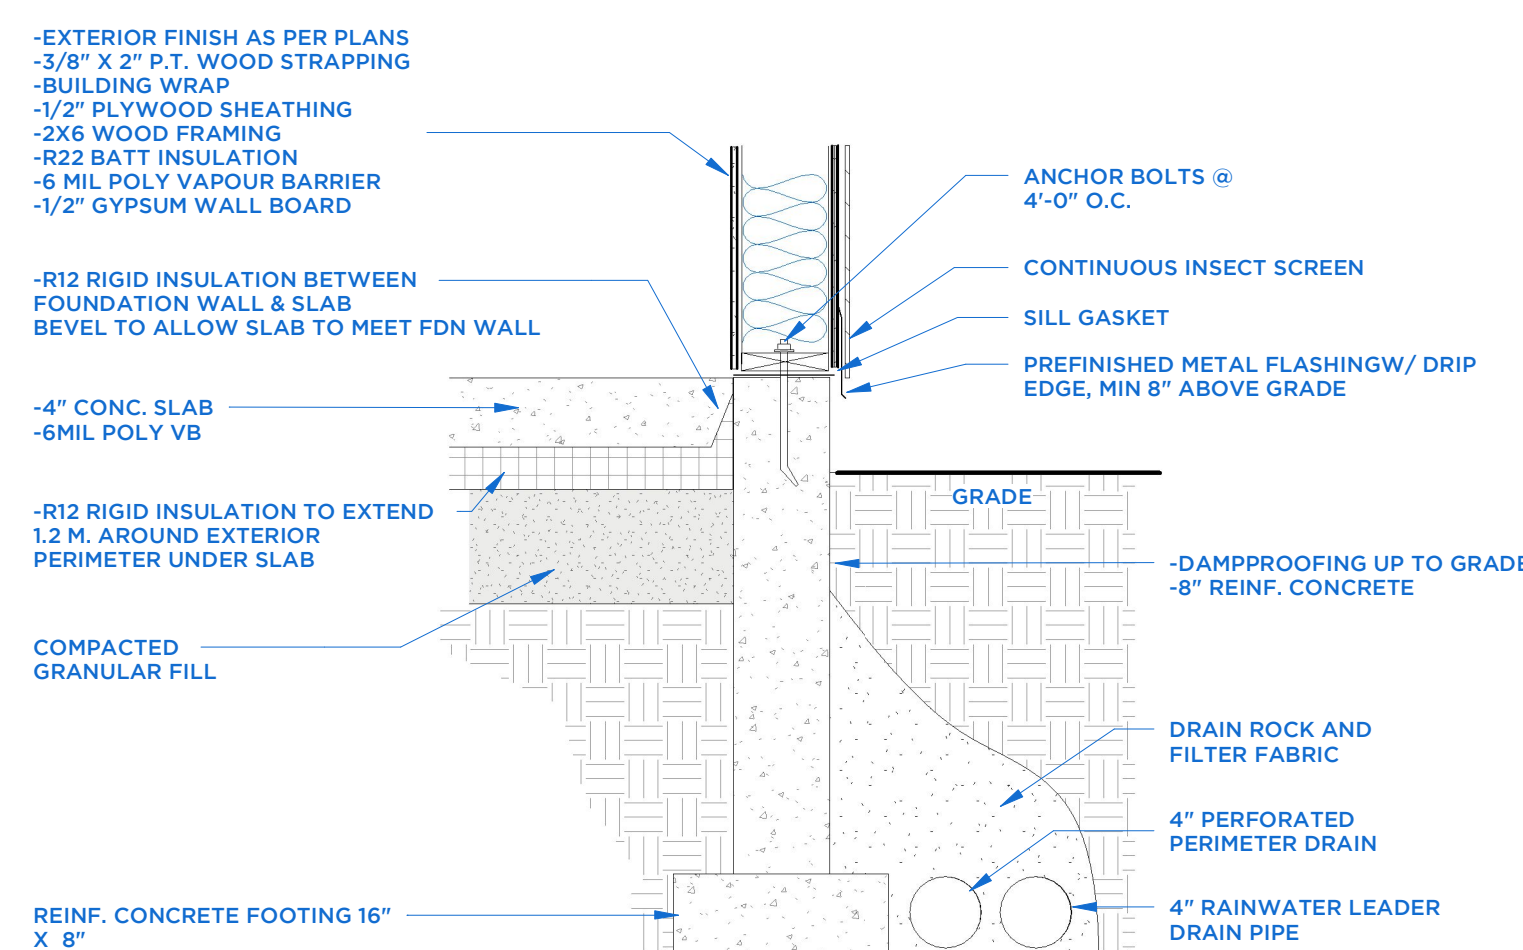 -EXTERIOR FINISH AS PER PLANS
-3/8" X 2" P.T. WOOD STRAPPING
-BUILDING WRAP
-1/2" PLYWOOD SHEATHING
-2X6 WOOD FRAMING
-R22 BATT INSULATION
-6 MIL POLY VAPOUR BARRIER
-1/2" GYPSUM WALL BOARD
-R12 RIGID INSULATION BETWEEN
FOUNDATION WALL & SLAB
BEVEL TO ALLOW SLAB TO MEET FDN WALL
-4" CONC. SLAB
-6MIL POLY VB
-R12 RIGID INSULATION TO EXTEND
1.2 M. AROUND EXTERIOR
PERIMETER UNDER SLAB
COMPACTED
GRANULAR FILL
REINF. CONCRETE FOOTING 16"
X 8"
ANCHOR BOLTS @
4'-0" O.C.
CONTINUOUS INSECT SCREEN
SILL GASKET
PREFINISHED METAL FLASHINGW/ DRIP
EDGE, MIN 8" ABOVE GRADE
GRADE
-DAMPPROOFING UP TO GRADE
-8" REINF. CONCRETE
DRAIN ROCK AND
FILTER FABRIC
4" PERFORATED
PERIMETER DRAIN
4" RAINWATER LEADER
DRAIN PIPE